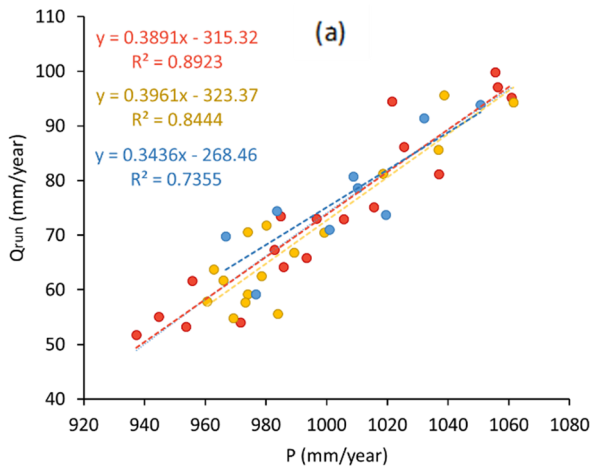 (a)
y = 0.3891x - 315.32
R² = 0.8923
y = 0.3961x - 323.37
R² = 0.8444
y = 0.3436x - 268.46
R² = 0.7355
Qrun (mm/year)
110
100
90
80
70
60
50
40
920 940 960 980 1000 1020 1040 1060 1080
P (mm/year)